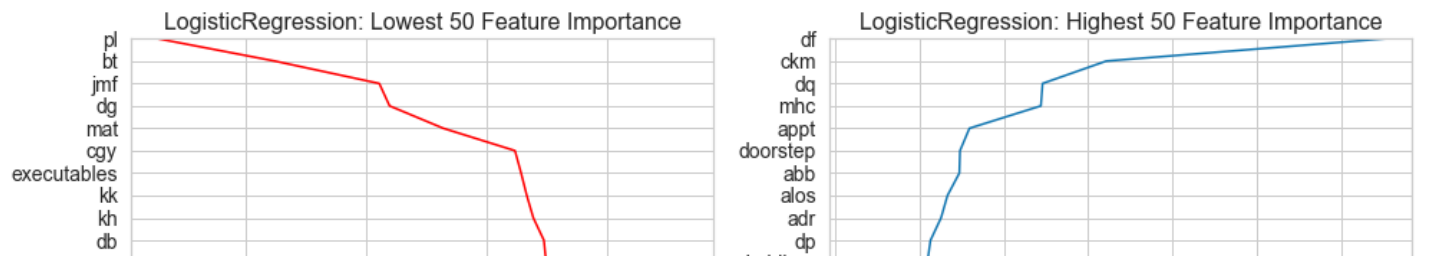 LogisticRegression: Lowest 50 Feature Importance
pl
bt
jmf
dg
mat
cgy
executables
kk
kh
db
LogisticRegression: Highest 50 Feature Importance
df
ckm
dq
mhc
appt
doorstep
abb
alos
adr
dp